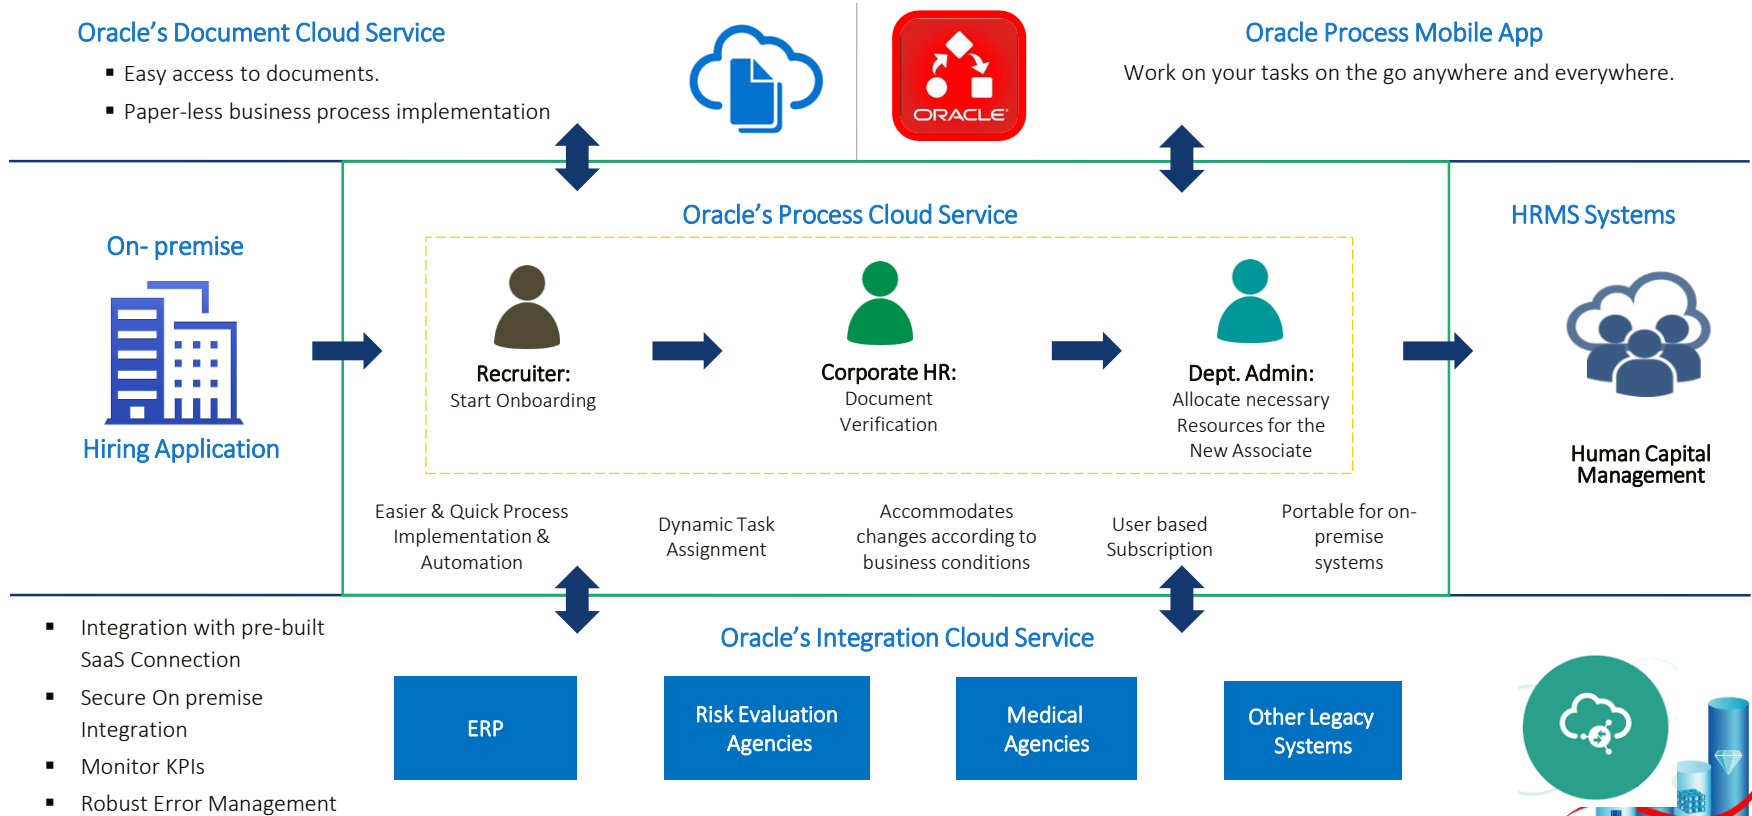 Oracle's Document Cloud Service
▪ Easy access to documents.
▪ Paper-less business process implementation
ORACLE
Oracle Process Mobile App
Work on your tasks on the go anywhere and everywhere.
On- premise
Hiring Application
Oracle's Process Cloud Service
Recruiter:
Start Onboarding
Corporate HR:
Document
Verification
Dept. Admin:
Allocate necessary
Resources for the
New Associate
Easier & Quick Process
Implementation &
Automation
Dynamic Task
Assignment
Accommodates
changes according to
business conditions
User based
Subscription
Portable for on-
premise
systems
HRMS Systems
Human Capital
Management
▪ Integration with pre-built
SaaS Connection
▪ Secure On premise
Integration
▪ Monitor KPIs
▪ Robust Error Management
Oracle's Integration Cloud Service
ERP
Risk Evaluation
Agencies
Medical
Agencies
Other Legacy
Systems